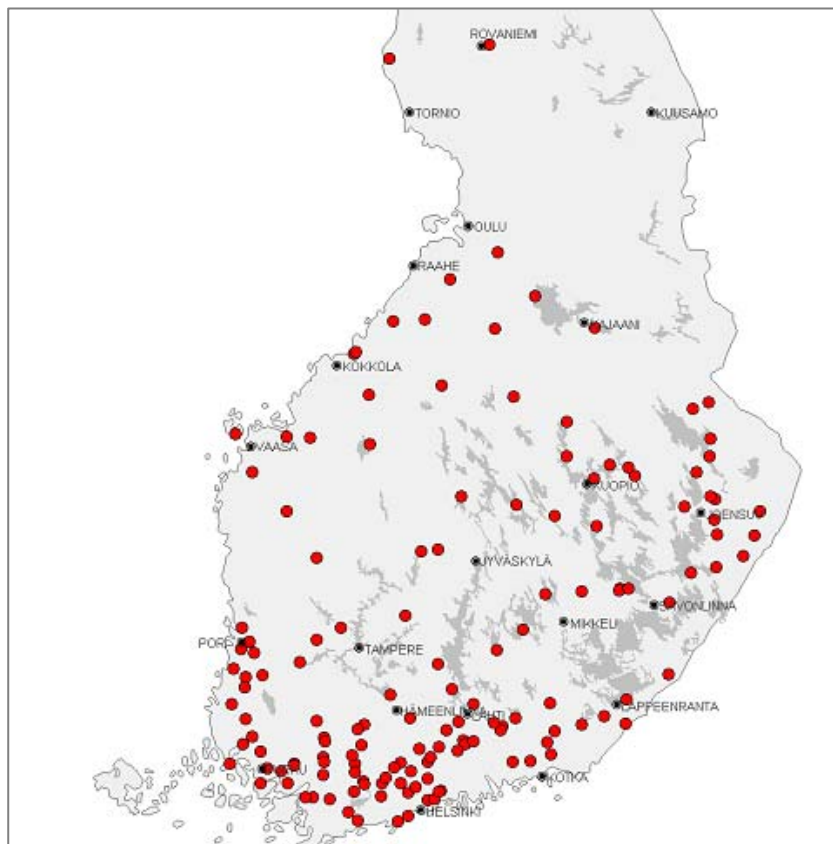 ROVANIEMI
TORNIO
KUUSAMO
OULU
RAAHE
KAJAANI
KOKKOLA
VAASA
KUOPIO
JOENSUU
JYVÄSKYLÄ
SAVONLINNA
MIKKELI
PORI
TAMPERE
HÄMEENLINNA
LAHTI
LAPPEENRANTA
TURKU
KOTKA
HELSINKI